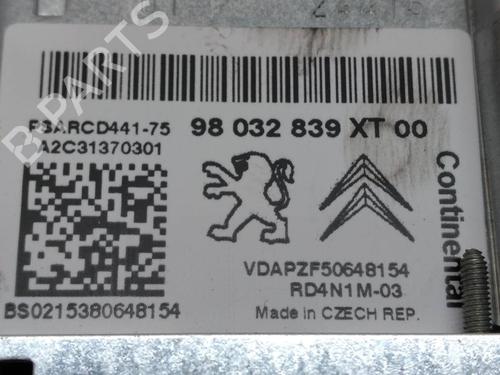 PSARCD441-75
A2C31370301
98 032 839 XT 00
Continental
VDAPZF50648154
RD4N1M-03
BS0215380648154
Made in CZECH REP.
B PARTS